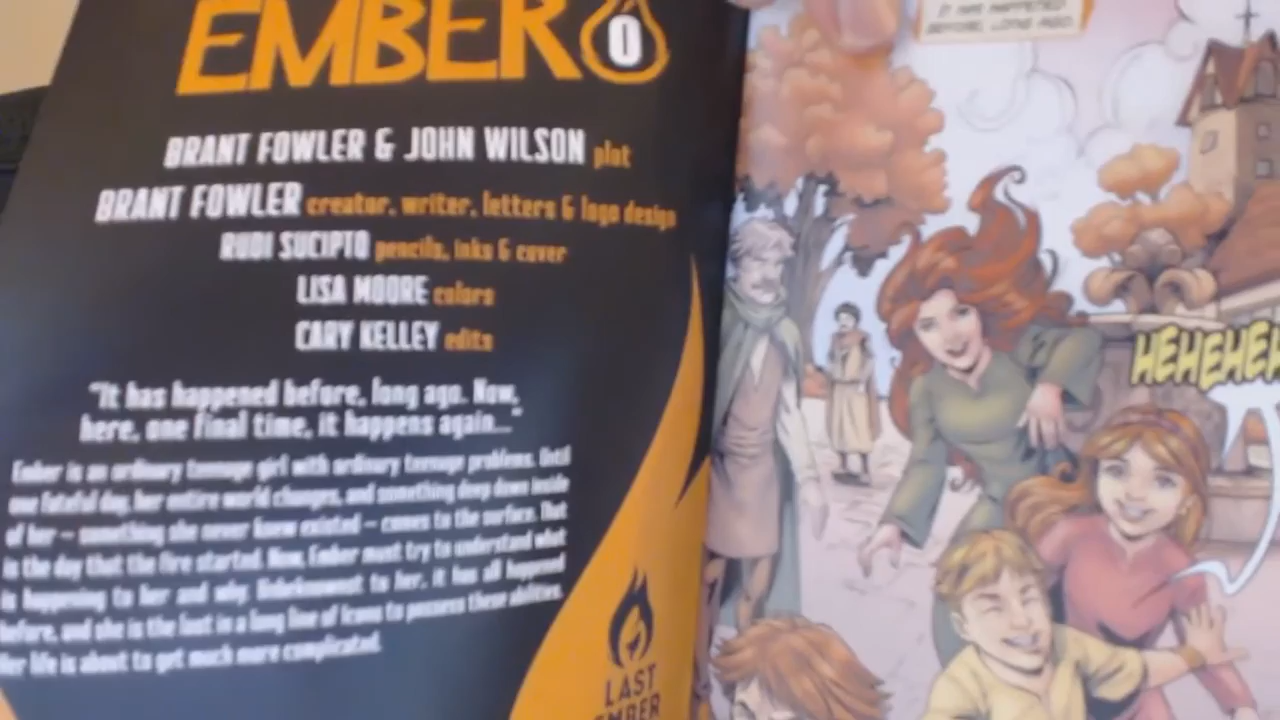 EMBER 0
BRANT FOWLER & JOHN WILSON plot
BRANT FOWLER creator, writer, letters & logo design
RUDI SUCIPTO pencils, inks & cover
LISA MOORE colors
CARY KELLEY edits
"It has happened before, long ago. Now,
here, one final time, it happens again..."
Ember is an ordinary teenage girl with ordinary teenage problems. Until
one fateful day, her entire world changes, and something deep down inside
of her – something she never knew existed – comes to the surface. That
is the day that the fire started. Now, Ember must try to understand what
is happening to her and why. Unbeknownst to her, it has all happened
before, and she is the last in a long line of icons to possess these abilities.
Her life is about to get much more complicated.
LAST
EMBER
IT HAS HAPPENED
BEFORE, LONG AGO.
HEHEHEH